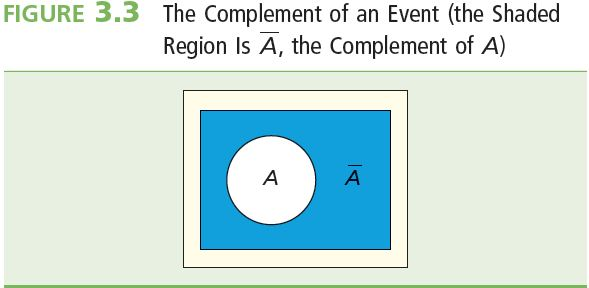 FIGURE 3.3 The Complement of an Event (the Shaded
Region Is A̅, the Complement of A)
A A̅